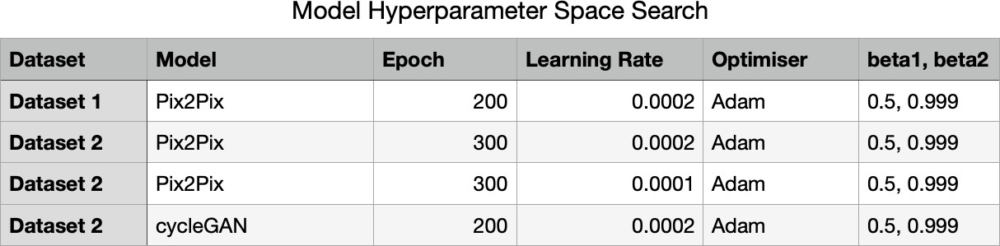 Model Hyperparameter Space Search
Dataset Model Epoch Learning Rate Optimiser beta1, beta2
Dataset 1 Pix2Pix 200 0.0002 Adam 0.5, 0.999
Dataset 2 Pix2Pix 300 0.0002 Adam 0.5, 0.999
Dataset 2 Pix2Pix 300 0.0001 Adam 0.5, 0.999
Dataset 2 cycleGAN 200 0.0002 Adam 0.5, 0.999